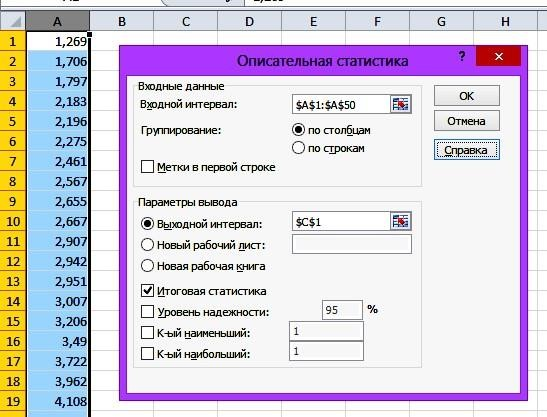 A B C D E F G H
1 1,269
2 1,706
3 1,797
4 2,183
5 2,196
6 2,275
7 2,461
8 2,567
9 2,655
10 2,667
11 2,907
12 2,942
13 2,951
14 3,007
15 3,206
16 3,49
17 3,722
18 3,962
19 4,108
Описательная статистика ?
Входные данные
Входной интервал: $A$1:$A$50 ОК
Группирование: по столбцам Отмена
по строкам Справка
Метки в первой строке
Параметры вывода
Выходной интервал: $C$1
Новый рабочий лист:
Новая рабочая книга
Итоговая статистика
Уровень надежности: 95 %
К-ый наименьший: 1
К-ый наибольший: 1